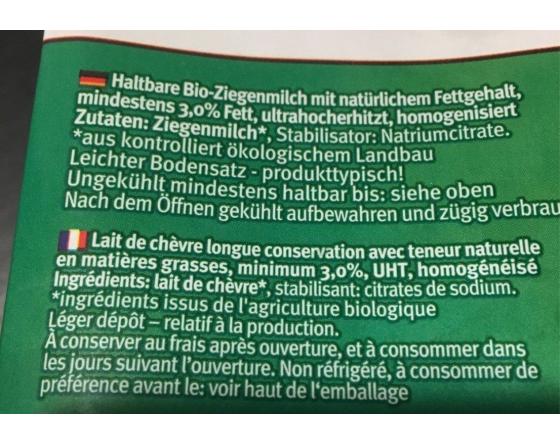 Haltbare Bio-Ziegenmilch mit natürlichem Fettgehalt,
mindestens 3,0% Fett, ultrahocherhitzt, homogenisiert
Zutaten: Ziegenmilch*, Stabilisator: Natriumcitrate.
*aus kontrolliert ökologischem Landbau
Leichter Bodensatz - produkttypisch!
Ungekühlt mindestens haltbar bis: siehe oben
Nach dem Öffnen gekühlt aufbewahren und zügig verbrau
Lait de chèvre longue conservation avec teneur naturelle
en matières grasses, minimum 3,0%, UHT, homogénéisé
Ingrédients: lait de chèvre*, stabilisant: citrates de sodium.
*ingrédients issus de l'agriculture biologique
Léger dépôt – relatif à la production.
À conserver au frais après ouverture, et à consommer dans
les jours suivant l'ouverture. Non réfrigéré, à consommer de
préférence avant le: voir haut de l'emballage